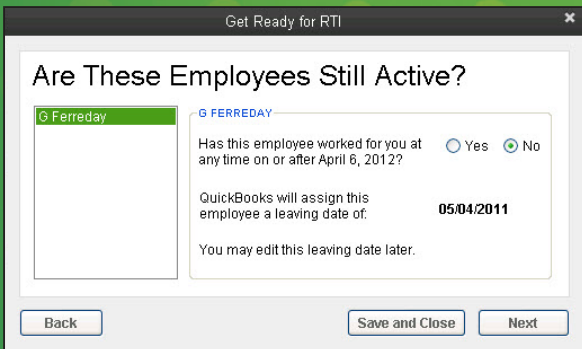 Get Ready for RTI
Are These Employees Still Active?
G Ferreday
G FERREDAY
Has this employee worked for you at
any time on or after April 6, 2012?
Yes No
QuickBooks will assign this
employee a leaving date of:
05/04/2011
You may edit this leaving date later.
Back Save and Close Next